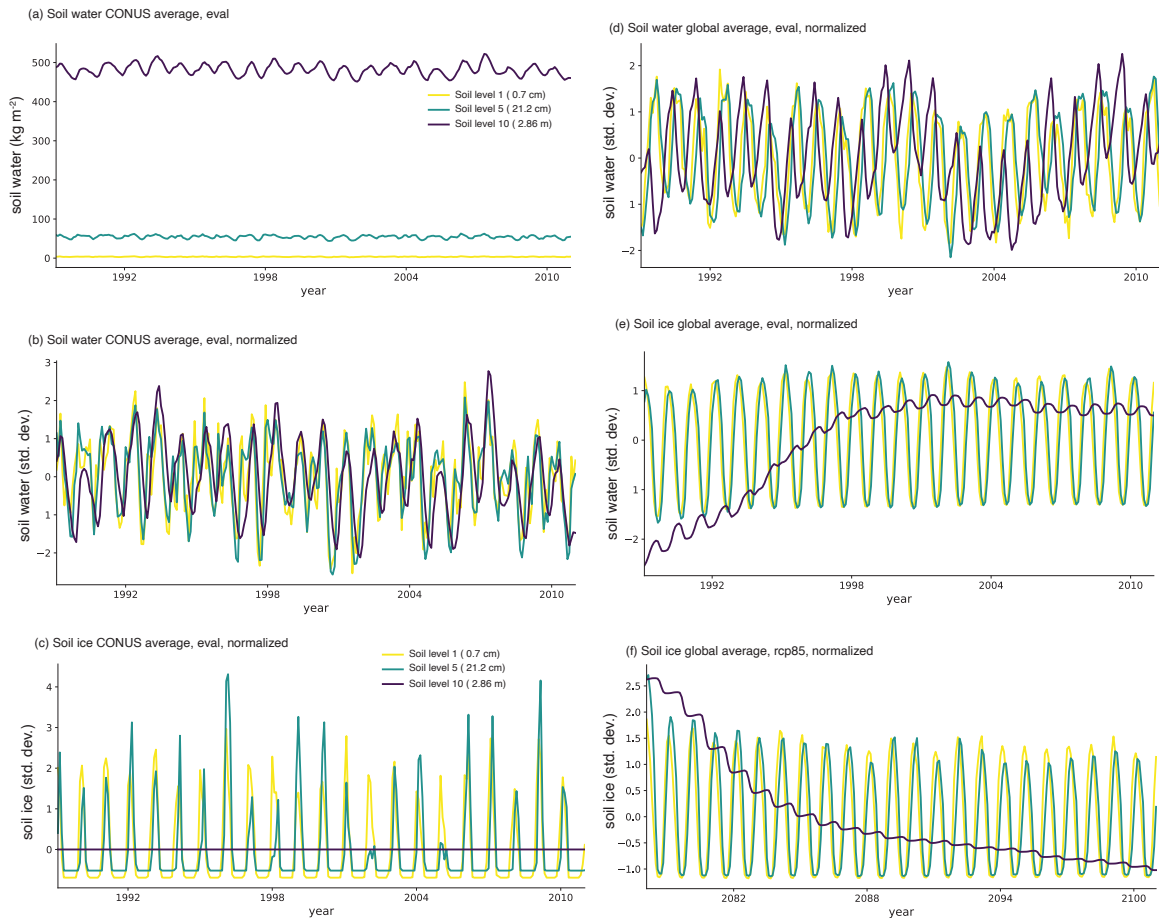 (a) Soil water CONUS average, eval
soil water (kg m⁻²)
500
400
300
200
100
0
Soil level 1 ( 0.7 cm)
Soil level 5 ( 21.2 cm)
Soil level 10 ( 2.86 m)
1992
1998
2004
2010
year
(b) Soil water CONUS average, eval, normalized
soil water (std. dev.)
3
2
1
0
1
−2
1992
1998
2004
2010
year
(c) Soil ice CONUS average, eval, normalized
Soil level 1 ( 0.7 cm)
Soil level 5 ( 21.2 cm)
Soil level 10 ( 2.86 m)
soil ice (std. dev.)
4
3
2
1
0
1992
1998
2004
2010
year
(d) Soil water global average, eval, normalized
soil water (std. dev.)
2
1
0
1
−2
1992
1998
2004
2010
year
(e) Soil ice global average, eval, normalized
soil water (std. dev.)
1
0
1
−2
1992
1998
2004
2010
year
(f) Soil ice global average, rcp85, normalized
soil ice (std. dev.)
2.5
2.0
1.5
1.0
0.5
0.0
0.5
−1.0
2082
2088
2094
2100
year